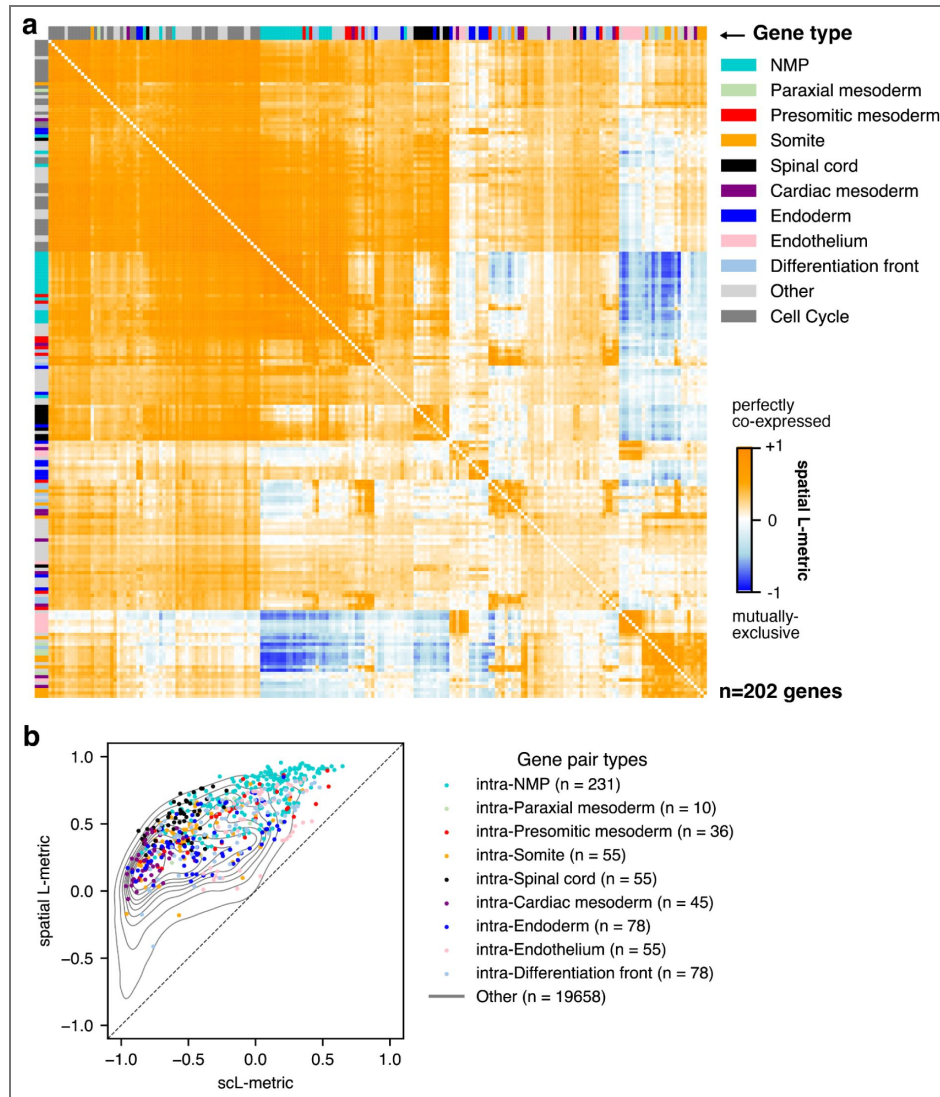 a
← Gene type
NMP
Paraxial mesoderm
Presomitic mesoderm
Somite
Spinal cord
Cardiac mesoderm
Endoderm
Endothelium
Differentiation front
Other
Cell Cycle
perfectly
co-expressed
+1
0
-1
spatial L-metric
mutually-
exclusive
n=202 genes
b
1.0
0.5
0.0
−0.5
−1.0
spatial L-metric
−1.0 −0.5 0.0 0.5 1.0
scL-metric
Gene pair types
intra-NMP (n = 231)
intra-Paraxial mesoderm (n = 10)
intra-Presomitic mesoderm (n = 36)
intra-Somite (n = 55)
intra-Spinal cord (n = 55)
intra-Cardiac mesoderm (n = 45)
intra-Endoderm (n = 78)
intra-Endothelium (n = 55)
intra-Differentiation front (n = 78)
Other (n = 19658)